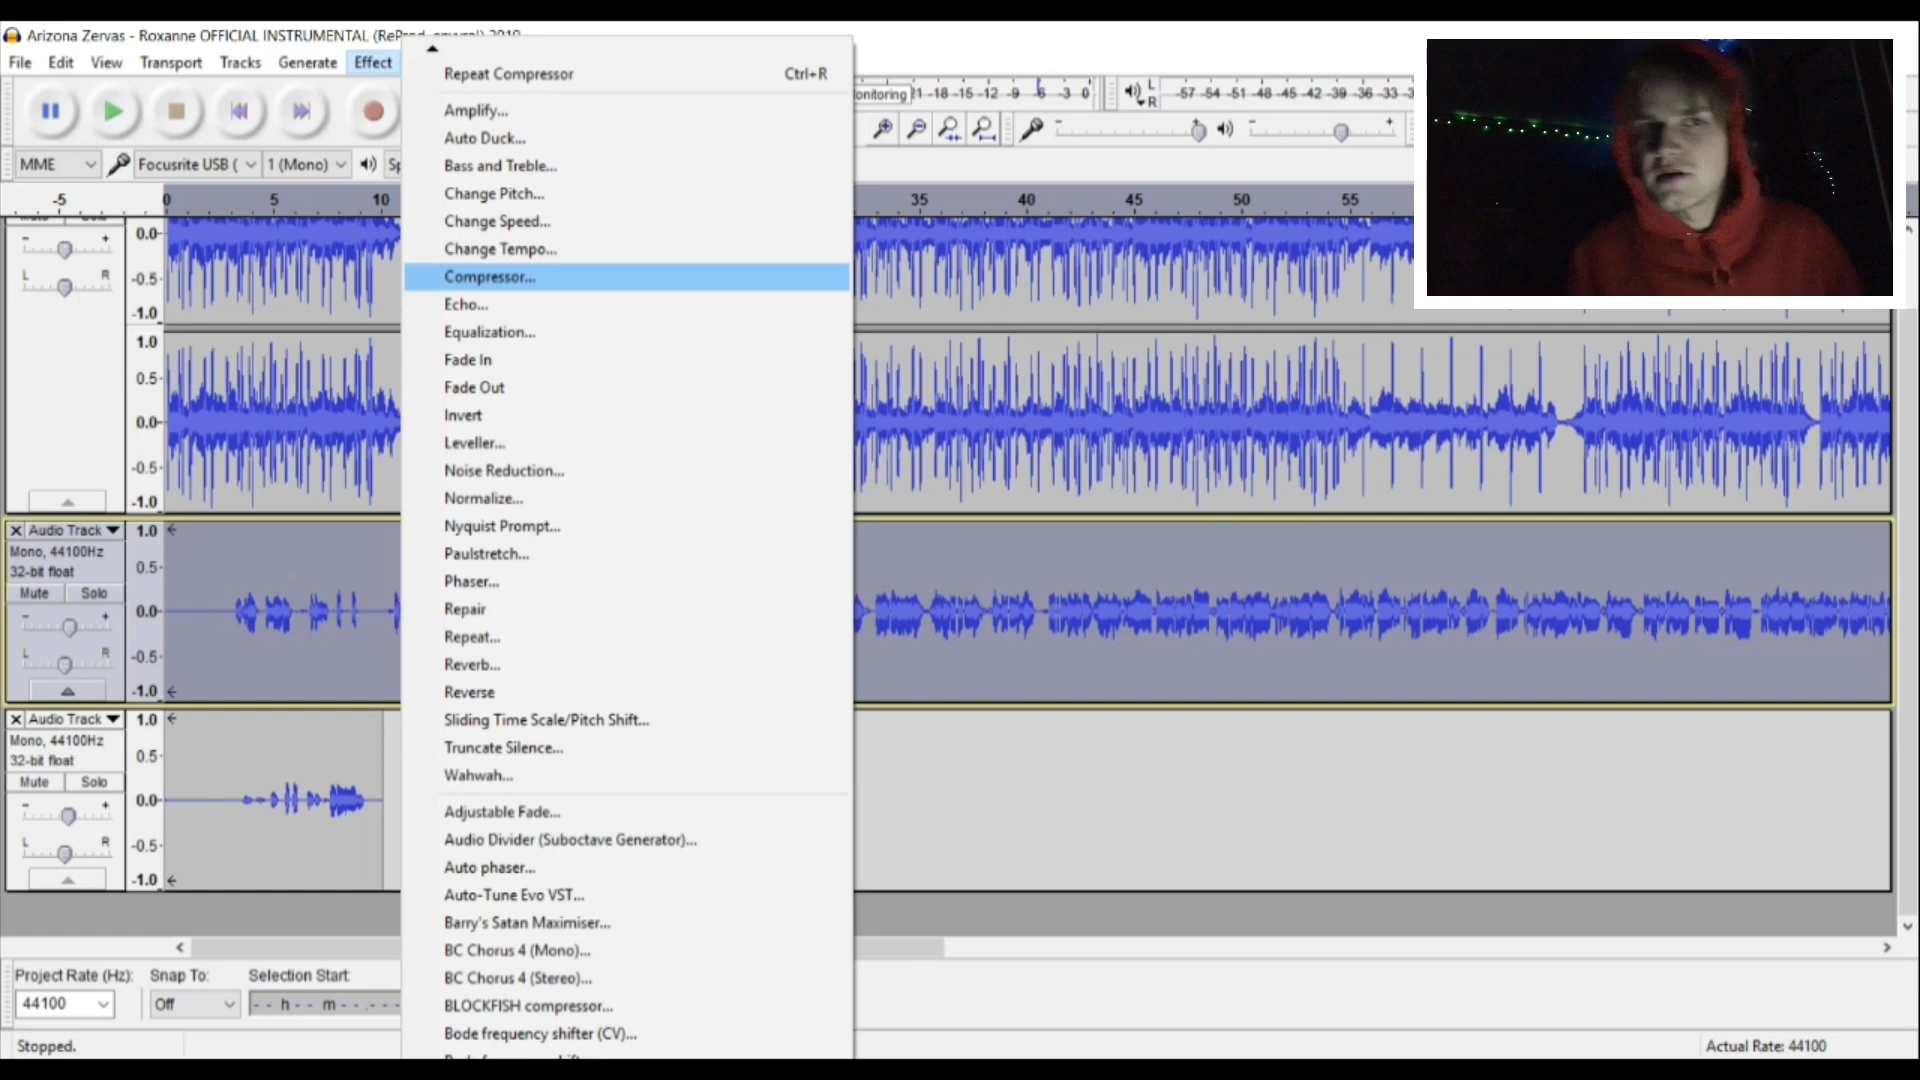 Arizona Zervas - Roxanne OFFICIAL INSTRUMENTAL
File Edit View Transport Tracks Generate Effect
Repeat Compressor Ctrl+R
Amplify...
Auto Duck...
Bass and Treble...
Change Pitch...
Change Speed...
Change Tempo...
Compressor...
Echo...
Equalization...
Fade In
Fade Out
Invert
Leveller...
Noise Reduction...
Normalize...
Nyquist Prompt...
Paulstretch...
Phaser...
Repair
Repeat...
Reverb...
Reverse
Sliding Time Scale/Pitch Shift...
Truncate Silence...
Wahwah...
Adjustable Fade...
Audio Divider (Suboctave Generator)...
Auto phaser...
Auto-Tune Evo VST...
Barry's Satan Maximiser...
BC Chorus 4 (Mono)...
BC Chorus 4 (Stereo)...
BLOCKFISH compressor...
Bode frequency shifter (CV)...
onitoring 21 -18 -15 -12 -9 -6 -3 0
L
R
-57 -54 -51 -48 -45 -42 -39 -36 -33
- +
- +
MME Focusrite USB ( 1 (Mono) Sp
-5 0 5 10 35 40 45 50 55
- +
L R
0.0
-0.5
-1.0
1.0
0.5
0.0
-0.5
-1.0
X Audio Track
Mono, 44100Hz
32-bit float
Mute Solo
- +
L R
1.0
0.5
0.0
-0.5
-1.0
X Audio Track
Mono, 44100Hz
32-bit float
Mute Solo
- +
L R
1.0
0.5
0.0
-0.5
-1.0
Project Rate (Hz): Snap To: Selection Start
44100 Off - - h - - m - - . - - -
Stopped. Actual Rate: 44100